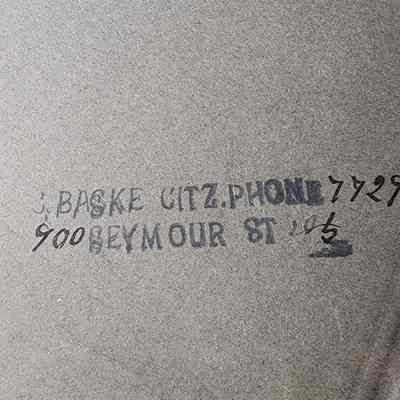 J. BASKE CITZ. PHONE 7729
900 SEYMOUR ST